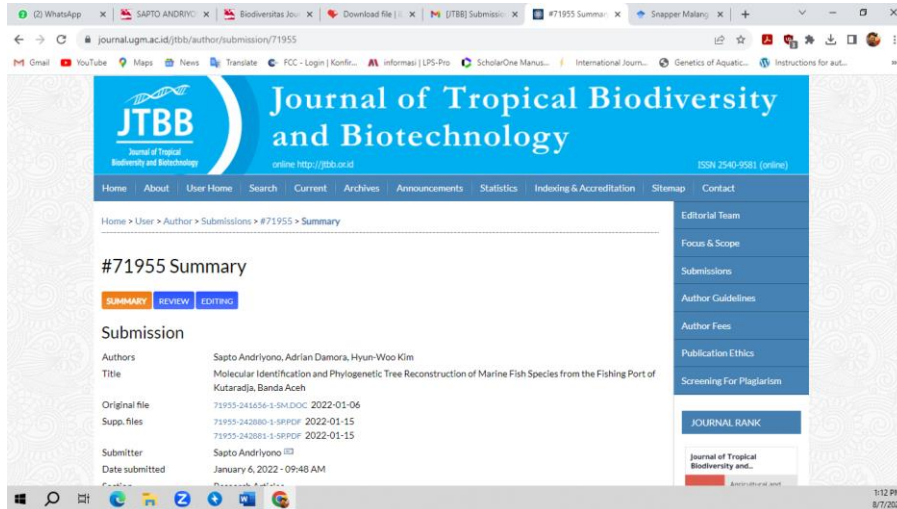 (2) WhatsApp
SAPTO ANDRIYO
Biodiversitas Jou
Download file |
[JTBB] Submissio
#71955 Summar
Snapper Malang
journal.ugm.ac.id/jtbb/author/submission/71955
Gmail
YouTube
Maps
News
Translate
FCC - Login | Konfir...
informasi | LPS-Pro
ScholarOne Manus...
International Journ...
Genetics of Aquatic...
Instructions for aut...
JTBB
Journal of Tropical
Biodiversity and Biotechnology
Journal of Tropical Biodiversity
and Biotechnology
online http://jtbb.or.id
ISSN 2540-9581 (online)
Home About User Home Search Current Archives Announcements Statistics Indexing & Accreditation Sitemap Contact
Home > User > Author > Submissions > #71955 > Summary
#71955 Summary
SUMMARY REVIEW EDITING
Submission
Authors Sapto Andriyono, Adrian Damora, Hyun-Woo Kim
Title Molecular Identification and Phylogenetic Tree Reconstruction of Marine Fish Species from the Fishing Port of
Kutaradja, Banda Aceh
Original file 71955-241656-1-SM.DOC 2022-01-06
Supp. files 71955-242880-1-SP.PDF 2022-01-15
71955-242881-1-SP.PDF 2022-01-15
Submitter Sapto Andriyono
Date submitted January 6, 2022 - 09:48 AM
Editorial Team
Focus & Scope
Submissions
Author Guidelines
Author Fees
Publication Ethics
Screening For Plagiarism
JOURNAL RANK
Journal of Tropical
Biodiversity and...
1:12 P
8/7/20